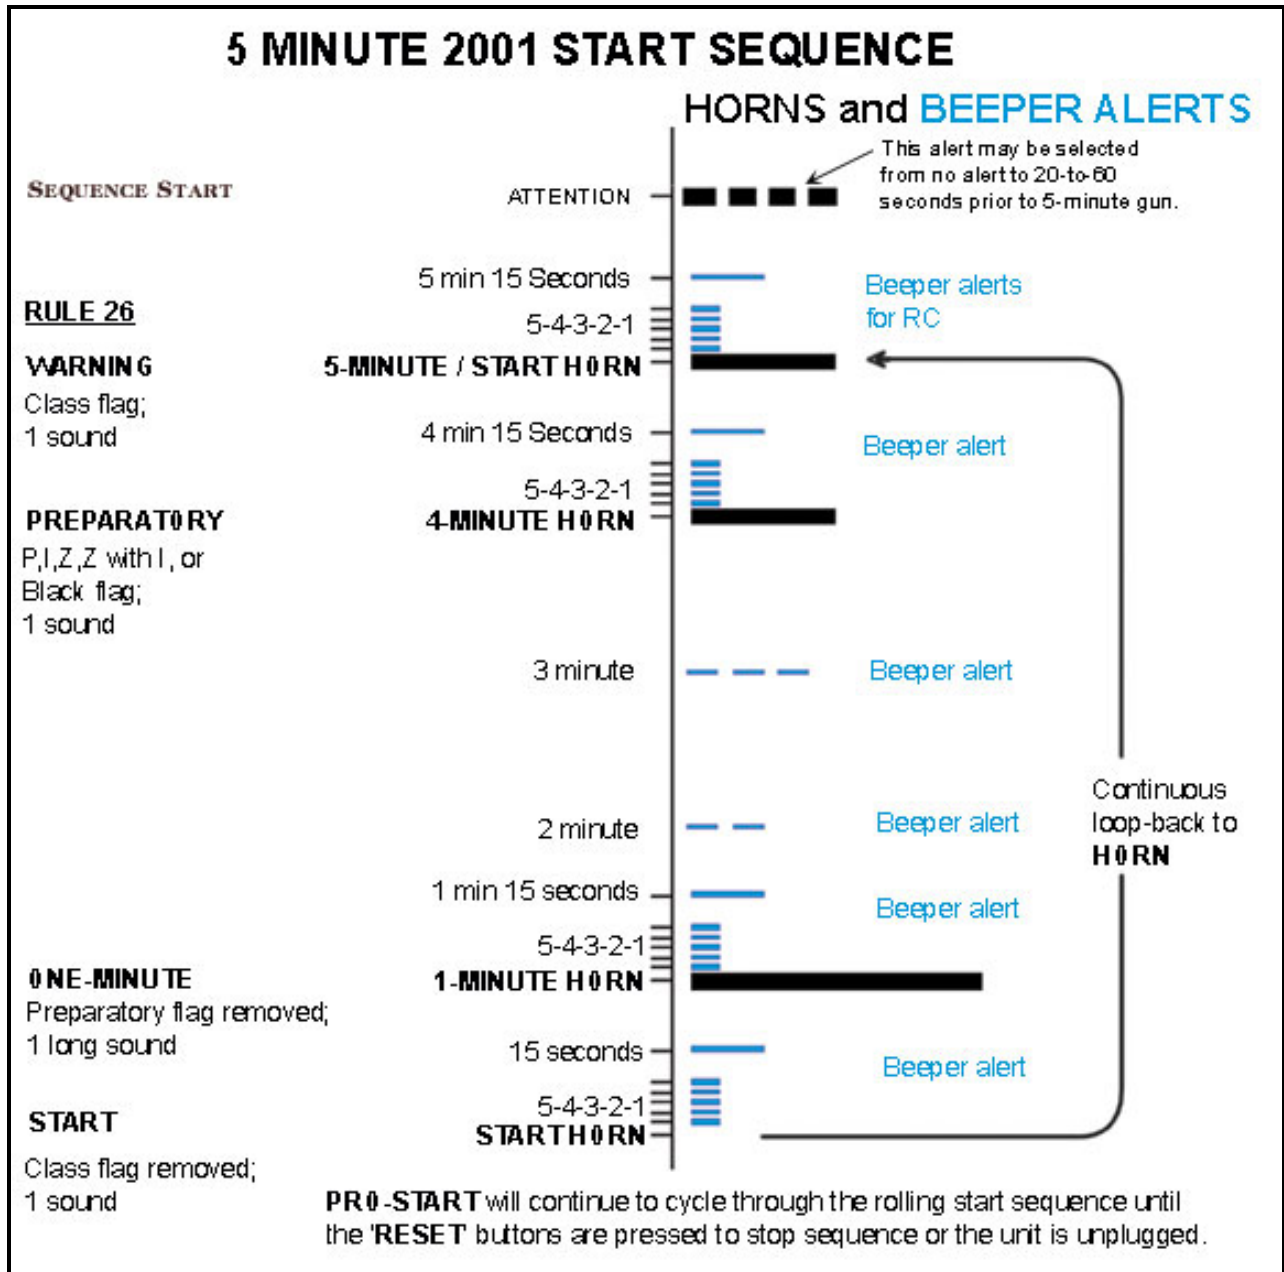 5 MINUTE 2001 START SEQUENCE
HORNS and BEEPER ALERTS
This alert may be selected
from no alert to 20-to-60
seconds prior to 5-minute gun.
SEQUENCE START
ATTENTION
5 min 15 Seconds
Beeper alerts
for RC
RULE 26
5-4-3-2-1
WARNING
5-MINUTE / START HORN
Class flag;
1 sound
4 min 15 Seconds
Beeper alert
5-4-3-2-1
PREPARATORY
4-MINUTE HORN
P,I,Z,Z with I, or
Black flag;
1 sound
3 minute
Beeper alert
Continuous
loop-back to
HORN
2 minute
Beeper alert
1 min 15 seconds
Beeper alert
5-4-3-2-1
ONE-MINUTE
1-MINUTE HORN
Preparatory flag removed;
1 long sound
15 seconds
Beeper alert
5-4-3-2-1
START
START HORN
Class flag removed;
1 sound
PRO-START will continue to cycle through the rolling start sequence until
the 'RESET' buttons are pressed to stop sequence or the unit is unplugged.